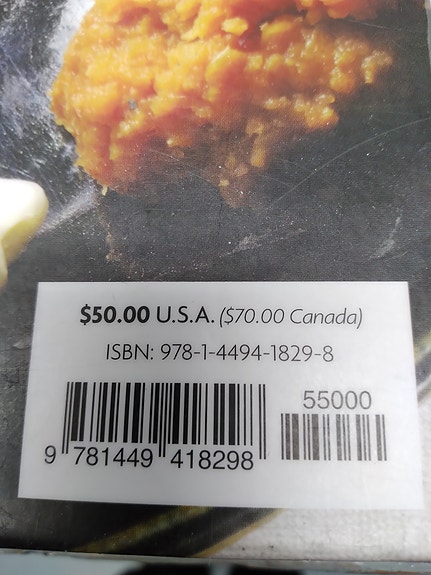 $50.00 U.S.A. ($70.00 Canada)
ISBN: 978-1-4494-1829-8
55000
9 781449 418298